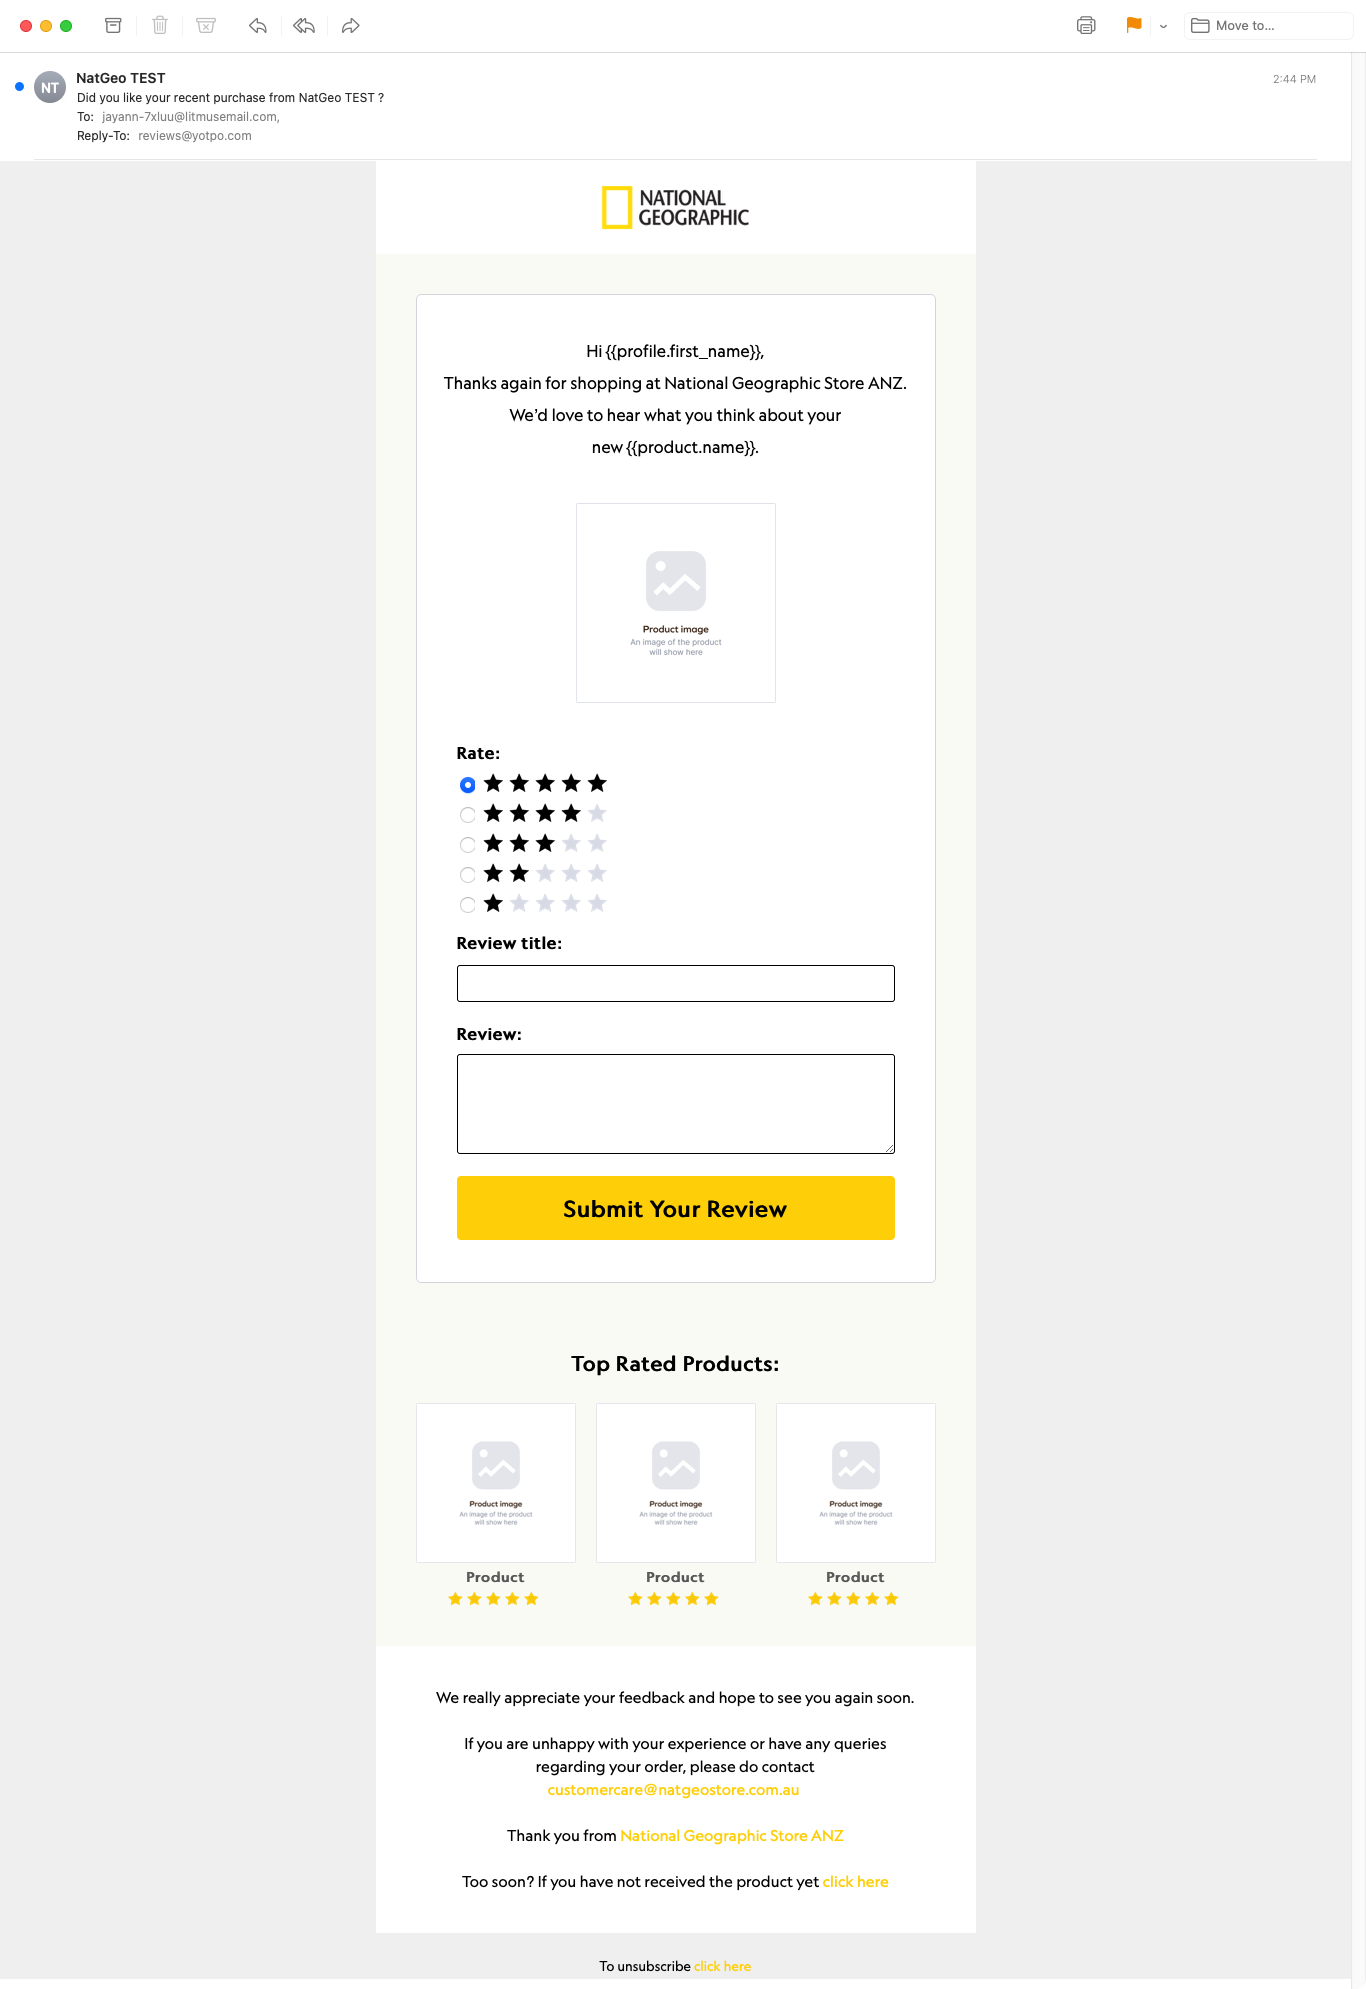 Move to...
NT
NatGeo TEST
2:44 PM
Did you like your recent purchase from NatGeo TEST ?
To: jayann-7xluu@litmusemail.com,
Reply-To: reviews@yotpo.com
NATIONAL
GEOGRAPHIC
Hi {{profile.first_name}},
Thanks again for shopping at National Geographic Store ANZ.
We’d love to hear what you think about your
new {{product.name}}.
Product image
An image of the product
will show here
Rate:
Review title:
Review:
Submit Your Review
Top Rated Products:
Product image
An image of the product
will show here
Product
Product image
An image of the product
will show here
Product
Product image
An image of the product
will show here
Product
We really appreciate your feedback and hope to see you again soon.
If you are unhappy with your experience or have any queries
regarding your order, please do contact
customercare@natgeostore.com.au
Thank you from National Geographic Store ANZ
Too soon? If you have not received the product yet click here
To unsubscribe click here